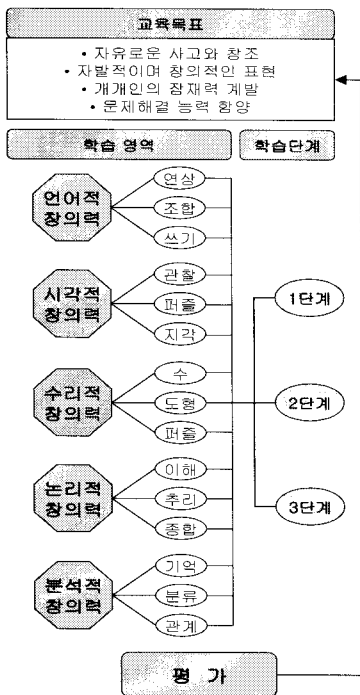 교육목표
• 자유로운 사고와 창조
• 자발적이며 창의적인 표현
• 개개인의 잠재력 계발
• 문제해결 능력 함양
학습 영역
학습단계
언어적
창의력
연상
조합
쓰기
시각적
창의력
관찰
퍼즐
지각
수리적
창의력
수
도형
퍼즐
논리적
창의력
이해
추리
종합
분석적
창의력
기억
분류
관계
1단계
2단계
3단계
평 가